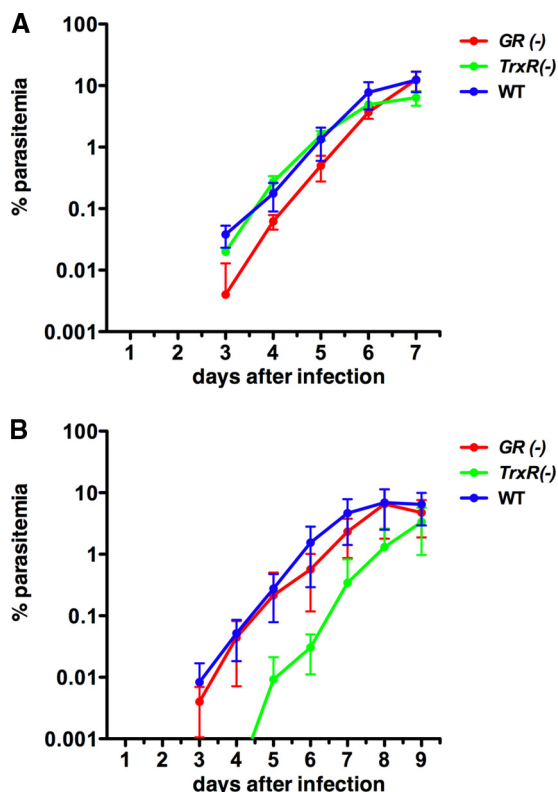 A
% parasitemia
100
10
1
0.1
0.01
0.001
1 2 3 4 5 6 7
days after infection
GR (-)
TrxR(-)
WT
B
% parasitemia
100
10
1
0.1
0.01
0.001
1 2 3 4 5 6 7 8 9
days after infection
GR (-)
TrxR(-)
WT